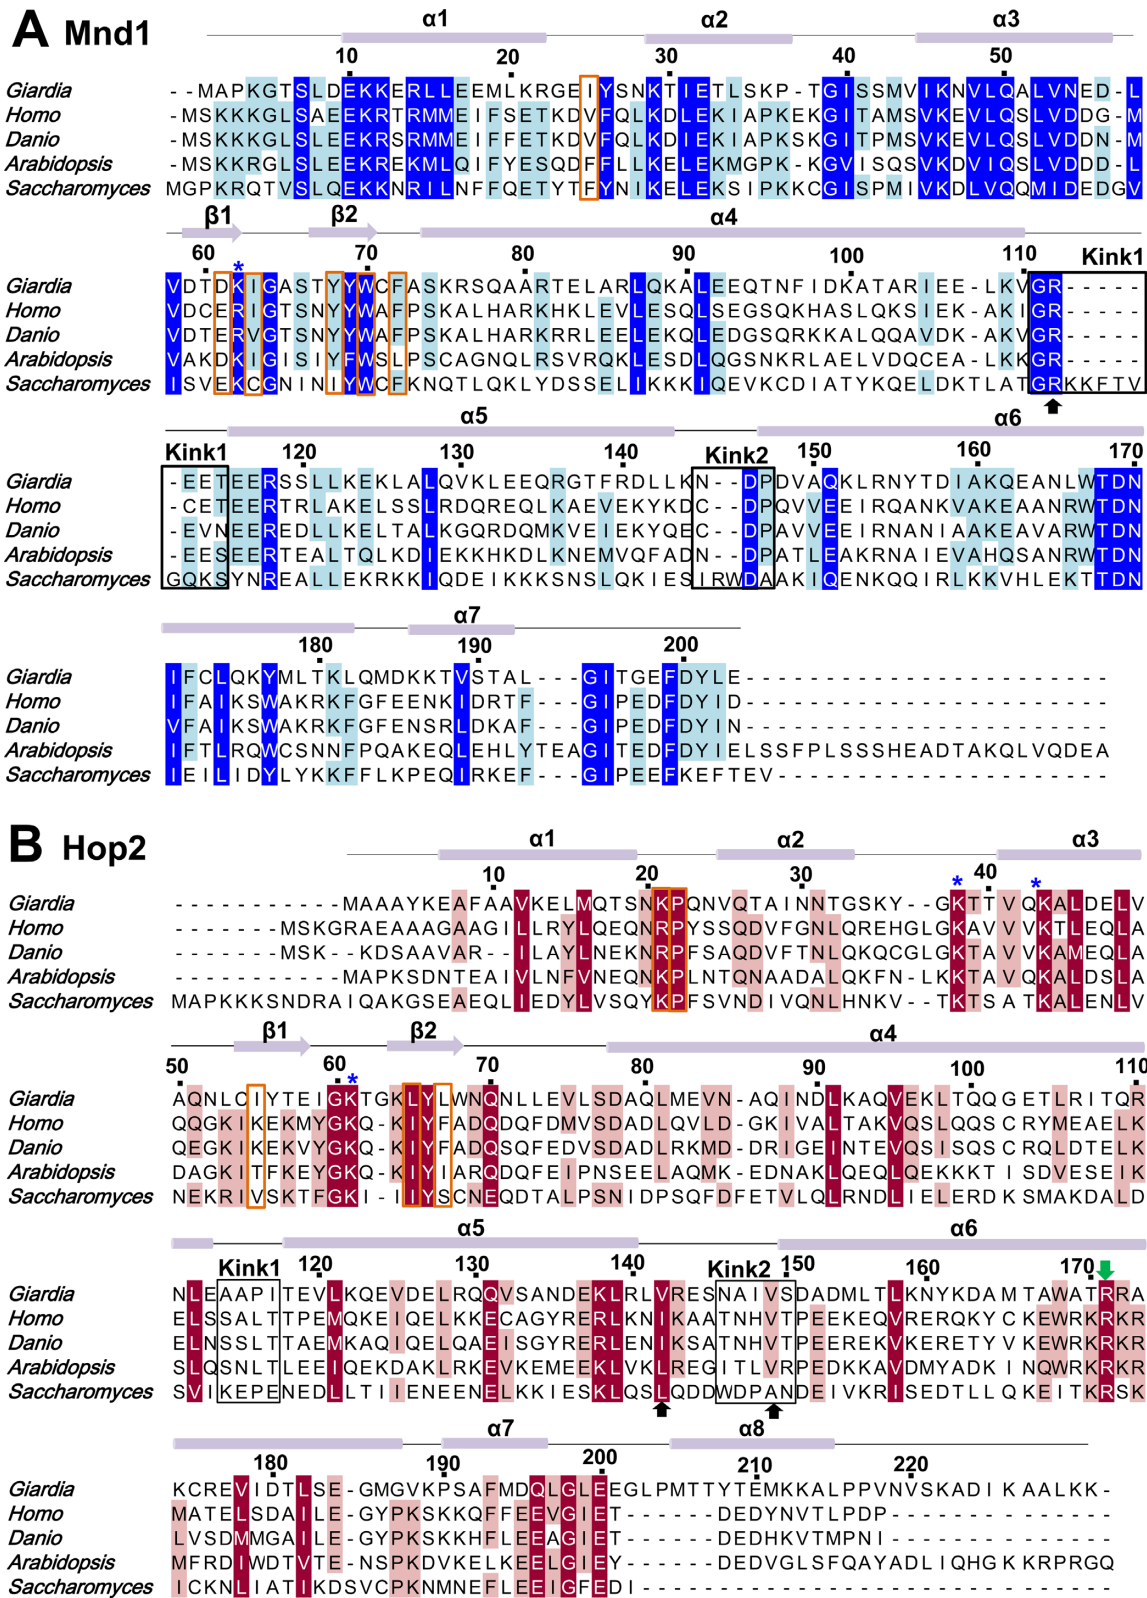 A Mnd1
α1 α2 α3
10 20 30 40 50
Giardia --MAPKGTSLDEKKERLLEEMLKRGEIYSNKTIETLSKP-TGISSMVIKNVLQALVNED-L
Homo -MSKKKGLSAEEKRTRMMEIFSETKDVFQLKDLEKIAPKEKGITAMSVKEVLQSLVDDG-M
Danio -MSKKKGLSLEEKRSRMMEIFFETKDVFQLKDIEKIAPKSKGITPMSVKEVLQSLVDDN-M
Arabidopsis -MSKKRGLSLEEKREKMLQIFYESQDFFLLKELEKMGPK-KGVISQSVKDVIQSLVDDD-L
Saccharomyces MGPKRQTVSLQEKKNRILNFFQETYTFYNIKELEKSIPKKCGISPMIVKDLVQQMIDEDGV
β1 β2 α4
60 70 80 90 100 110 Kink1
*
Giardia VDTDKIGASTYYWCFASKRSQAARTELARLQKALEEQTNFIDKATARIEE-LKVGR-----
Homo VDCERIGTSNYYWAFPSKALHARKHKLEVLESQLSEGSQKHASLQKSIEK-AKIGR-----
Danio VDTERVGTSNYYWAFPSKALHARKRRLEELEKQLEDGSQRKKALQQAVDK-AKVGR-----
Arabidopsis VAKDKIGISIYFWSLPSCAGNQLRSVRQKLESDLQGSNKRLAELVDQCEA-LKKGR-----
Saccharomyces ISVEKCGNINIYWCFKNQTLQKLYDSSELIKKKIQEVKCDIATYKQELDKTLATGRKKFTV
α5 α6
Kink1 120 130 140 Kink2 150 160 170
Giardia -EETEERSSLLKEKLALQVKLEEQRGTFRDLLKN--DPDVAQKLRNYTDIAKQEANLWTDN
Homo -CETEERTRLAKELSSLRDQREQLKAEVEKYKDC--DPQVVEEIRQANKVAKEAANRWTDN
Danio -EVNEEREDLLKELTALKGQRDQMKVEIEKYQEC--DPAVVEEIRNANIAAKEAVARWTDN
Arabidopsis -EESEERTEALTQLKDIEKKHKDLKNEMVQFADN--DPATLEAKRNAIEVAHQSANRWTDN
Saccharomyces GQKSYNREALLEKRKKIQDEIKKKSNSLQKIESIRWDAAKIQENKQQIRLKKVHLEKTTDN
α7
180 190 200
Giardia IFCLQKYMLTKLQMDKKTVSTAL---GITGEFDYLE-----------------------
Homo IFAIKSWAKRKFGFEENKIDRTF---GIPEDFDYID-----------------------
Danio VFAIKSWAKRKFGFENSRLDKAF---GIPEDFDYIN-----------------------
Arabidopsis IFTLRQWCSNNFPQAKEQLEHLYTEAGITEDFDYIELSSFPLSSSHEADTAKQLVQDEA
Saccharomyces IEILIDYLYKKFFLKPEQIRKEF---GIPEEFKEFTEV---------------------
B Hop2
α1 α2 α3
10 20 30 40
* *
Giardia -----------MAAAYKEAFAAVKELMQTSNKPQNVQTAINNTGSKY--GKTTVQKALDELV
Homo -------MSKGRAEAAAGAAGILLRYLQEQNRPYSSQDVFGNLQREHGLGKAVVVKTLEQLA
Danio -------MSK--KDSAAVAR-ILAYLNEKNRPFSAQDVFTNLQKQCGLGKTAVVKAMEQLA
Arabidopsis -----------MAPKSDNTEAIVLNFVNEQNKPLNTQNAADALQKFN-LKKTAVQKALDSLA
Saccharomyces MAPKKKSNDRAIQAKGSEAEQLIEDYLVSQYKPFSVNDIVQNLHNKV--TKTSATKALENLV
β1 β2 α4
50 60 70 80 90 100 110
*
Giardia AQNLCIYTEIGKTGKLYLWNQNLLEVLSDAQLMEVN-AQINDLKAQVEKLTQQGETLRITQR
Homo QQGKIKEKMYGKQ-KIYFADQDQFDMVSDADLQVLD-GKIVALTAKVQSLQQSCRYMEAELK
Danio QEGKIKEKVYGKQ-KIYFADQSQFEDVSDADLRKMD-DRIGEINTEVQSISQSCRQLDTELK
Arabidopsis DAGKITFKEYGKQ-KIYIARQDQFEIPNSEELAQMK-EDNAKLQEQLQEKKKTISDVESEIK
Saccharomyces NEKRIVSKTFGKI-IIYSCNEQDTALPSNIDPSQFDFETVLQLRNDLIELERDKSMAKDALD
α5 α6
Kink1 120 130 140 Kink2 150 160 170
Giardia NLEAAPITEVLKQEVDELRQQVSANDEKLRLVRESNAIVSDADMLTLKNYKDAMTAWATRRA
Homo ELSSALTTPEMQKEIQELKKECAGYRERLKNIKAATNHVTPEEKEQVRERQKYCKEWRKRKR
Danio ELNSSLTTAEMKAQIQELQAEISGYRERLENIKSATNHVTPEEREKVKERETYVKEWRKRKR
Arabidopsis SLQSNLTLEEIQEKDAKLRKEVKEMEEKLVKLREGITLVRPEDKKAVDMYADKINQWRKRKR
Saccharomyces SVIKEPENEDLLTIIENEENELKKIESKLQSLQDDWDPANDEIVKRISEDTLLQKEITKRSK
α7 α8
180 190 200 210 220
Giardia KCREVIDTLSE-GMGVKPSAFMDQLGLEEGLPMTTYTEMKKALPPVNVSKADIKAALKK-
Homo MATELSDAILE-GYPKSKKQFFEEVGIET------DEDYNVTLPDP--------------
Danio LVSDMMGAILE-GYPKSKKHFLEEAGIET------DEDHKVTMPNI--------------
Arabidopsis MFRDIWDTVTE-NSPKDVKELKEELGIEY------DEDVGLSFQAYADLIQHGKKRPRGQ
Saccharomyces ICKNLIATIKDSVCPKNMNEFLEEIGFEDI------------------------------